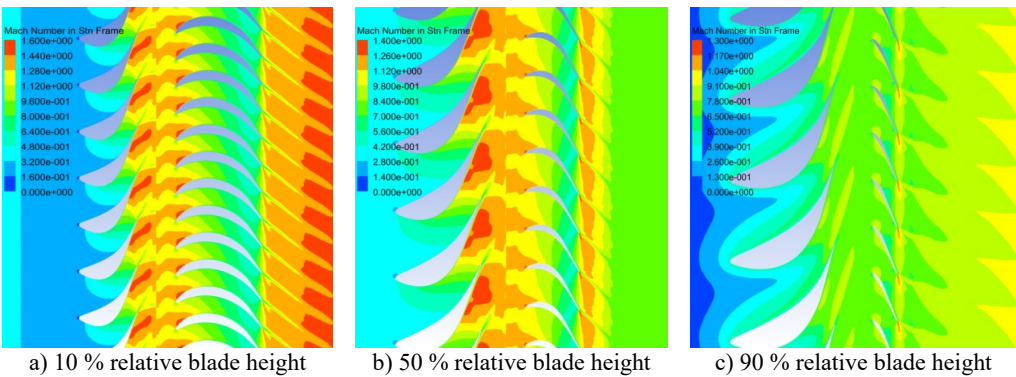 Mach Number in Stn Frame
1.600e+000
1.440e+000
1.280e+000
1.120e+000
9.600e-001
8.000e-001
6.400e-001
4.800e-001
3.200e-001
1.600e-001
0.000e+000
a) 10 % relative blade height
Mach Number in Stn Frame
1.400e+000
1.260e+000
1.120e+000
9.800e-001
8.400e-001
7.000e-001
5.600e-001
4.200e-001
2.800e-001
1.400e-001
0.000e+000
b) 50 % relative blade height
Mach Number in Stn Frame
1.300e+000
1.170e+000
1.040e+000
9.100e-001
7.800e-001
6.500e-001
5.200e-001
3.900e-001
2.600e-001
1.300e-001
0.000e+000
c) 90 % relative blade height